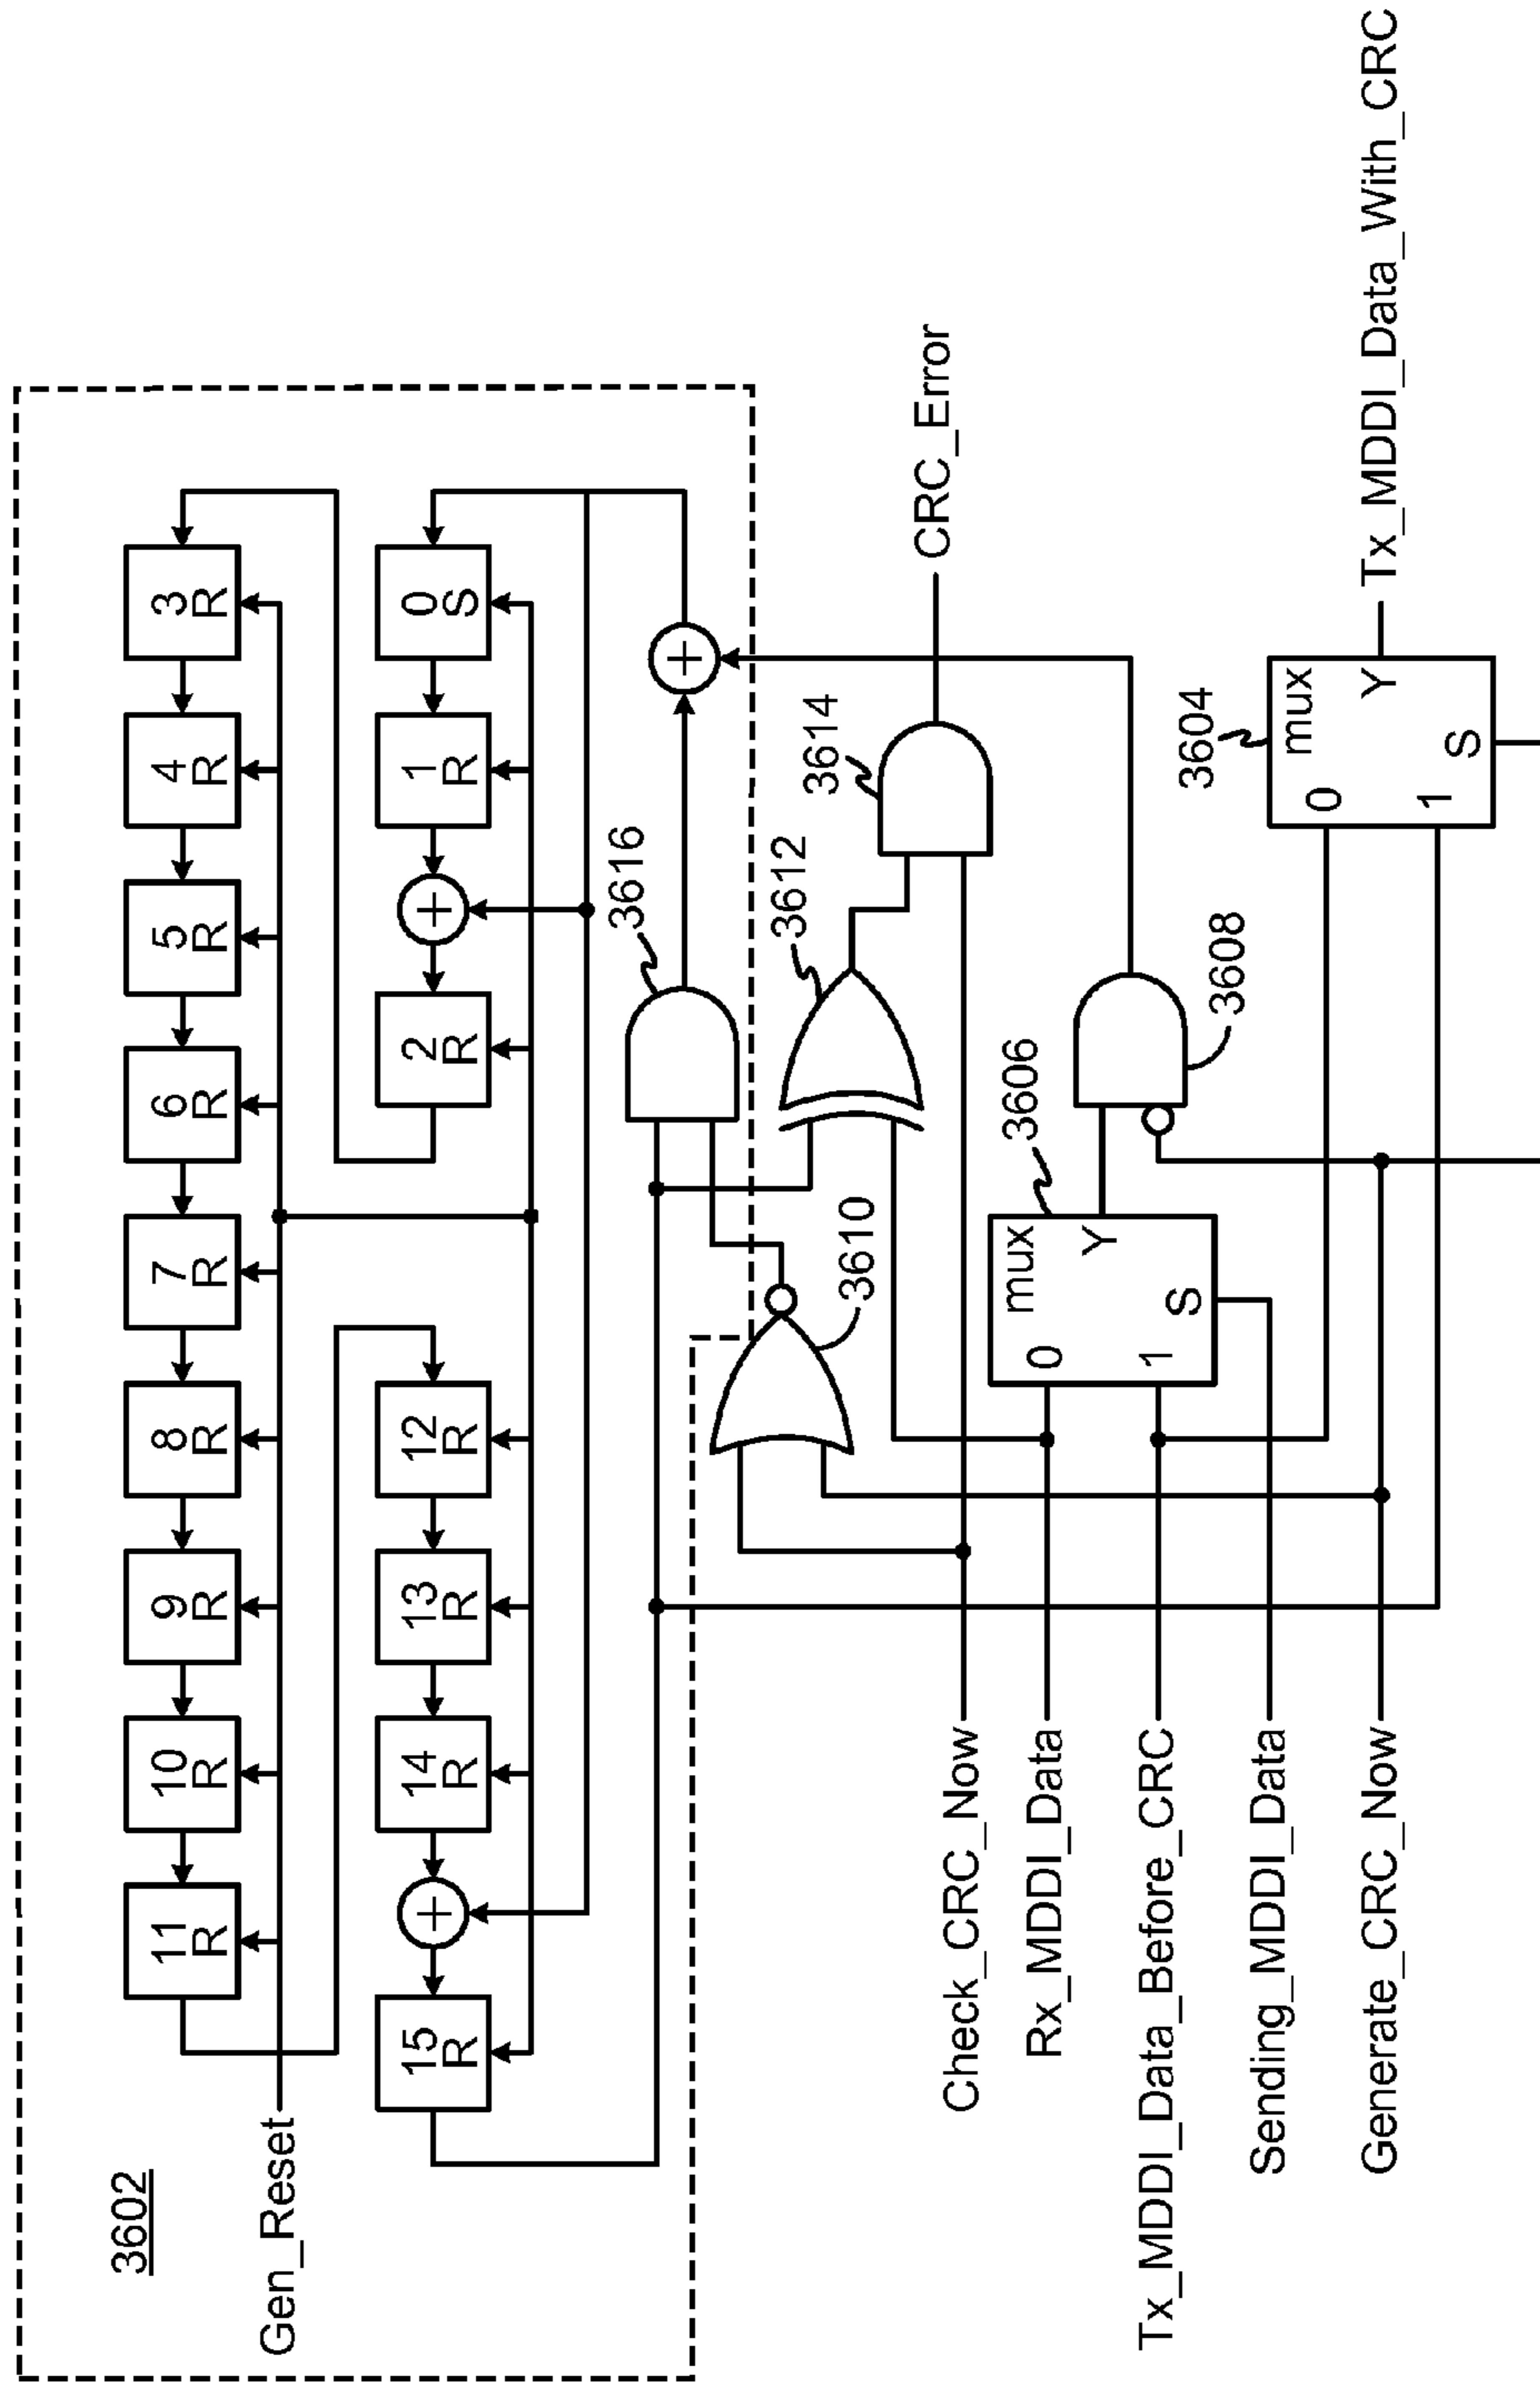 3602
Gen_Reset
11
R
10
R
9
R
8
R
7
R
6
R
5
R
4
R
3
R
15
R
14
R
13
R
12
R
2
R
1
R
0
S
3616
3610
3612
3614
CRC_Error
Check_CRC_Now
Rx_MDDI_Data
Tx_MDDI_Data_Before_CRC
Sending_MDDI_Data
Generate_CRC_Now
3606
mux
0
Y
1
S
3608
3604
mux
0
Y
1
S
Tx_MDDI_Data_With_CRC